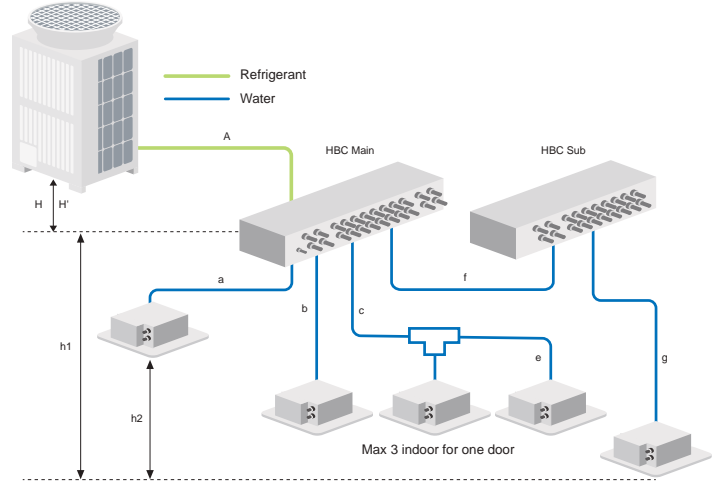 Refrigerant
Water
A
HBC Main
HBC Sub
H H'
a
f
b
c
h1
e
g
h2
Max 3 indoor for one door